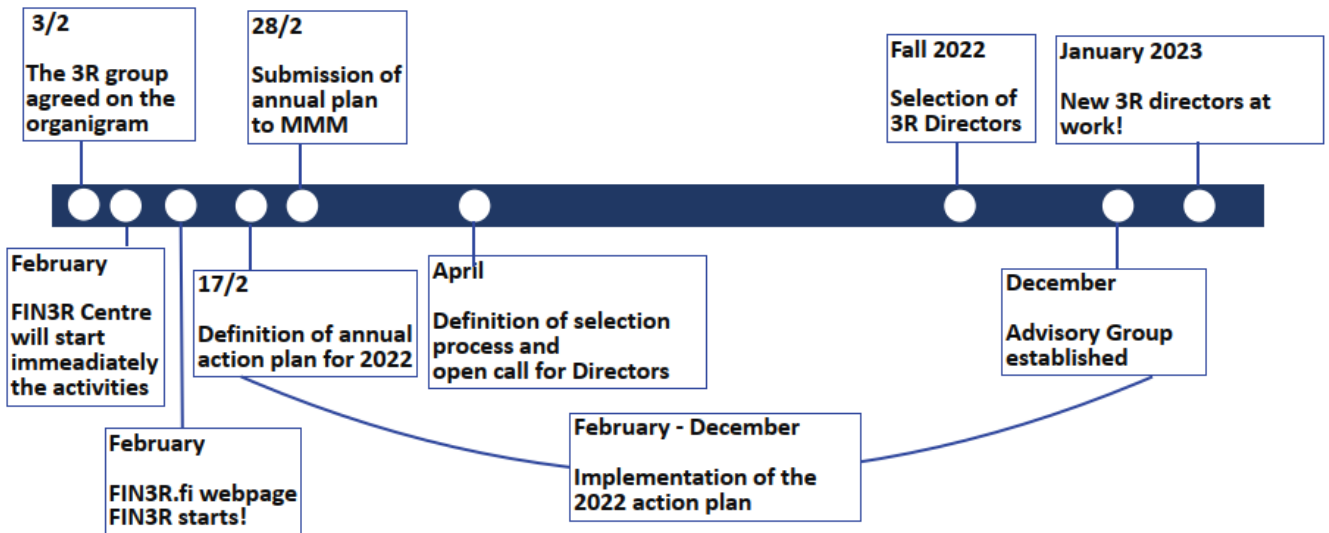 3/2
The 3R group
agreed on the
organigram
28/2
Submission of
annual plan
to MMM
Fall 2022
Selection of
3R Directors
January 2023
New 3R directors at
work!
February
FIN3R Centre
will start
immeadiately
the activities
February
FIN3R.fi webpage
FIN3R starts!
17/2
Definition of annual
action plan for 2022
April
Definition of selection
process and
open call for Directors
February - December
Implementation of the
2022 action plan
December
Advisory Group
established